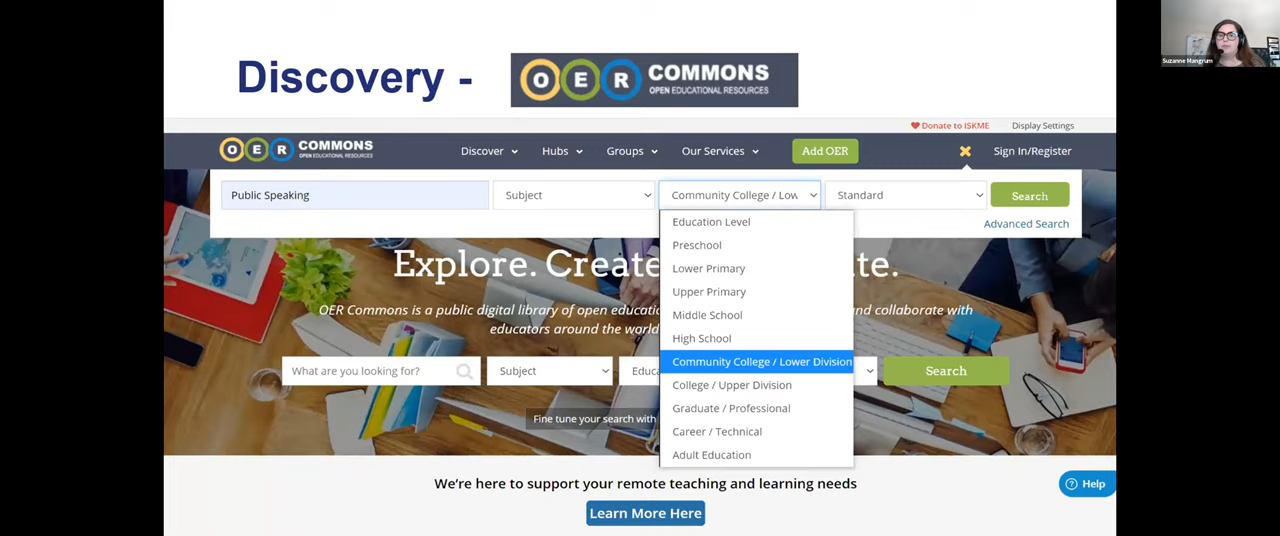 Discovery -
OER COMMONS
OPEN EDUCATIONAL RESOURCES
Suzanne Mangrum
Donate to ISKME
Display Settings
OER COMMONS
OPEN EDUCATIONAL RESOURCES
Discover
Hubs
Groups
Our Services
Add OER
Sign In/Register
Public Speaking
Subject
Community College / Low
Standard
Search
Advanced Search
Education Level
Preschool
Lower Primary
Upper Primary
Middle School
High School
Community College / Lower Division
College / Upper Division
Graduate / Professional
Career / Technical
Adult Education
Explore. Create. te.
OER Commons is a public digital library of open educatio and collaborate with
educators around the world
What are you looking for?
Subject
Educa
Search
Fine tune your search with
We're here to support your remote teaching and learning needs
Learn More Here
Help